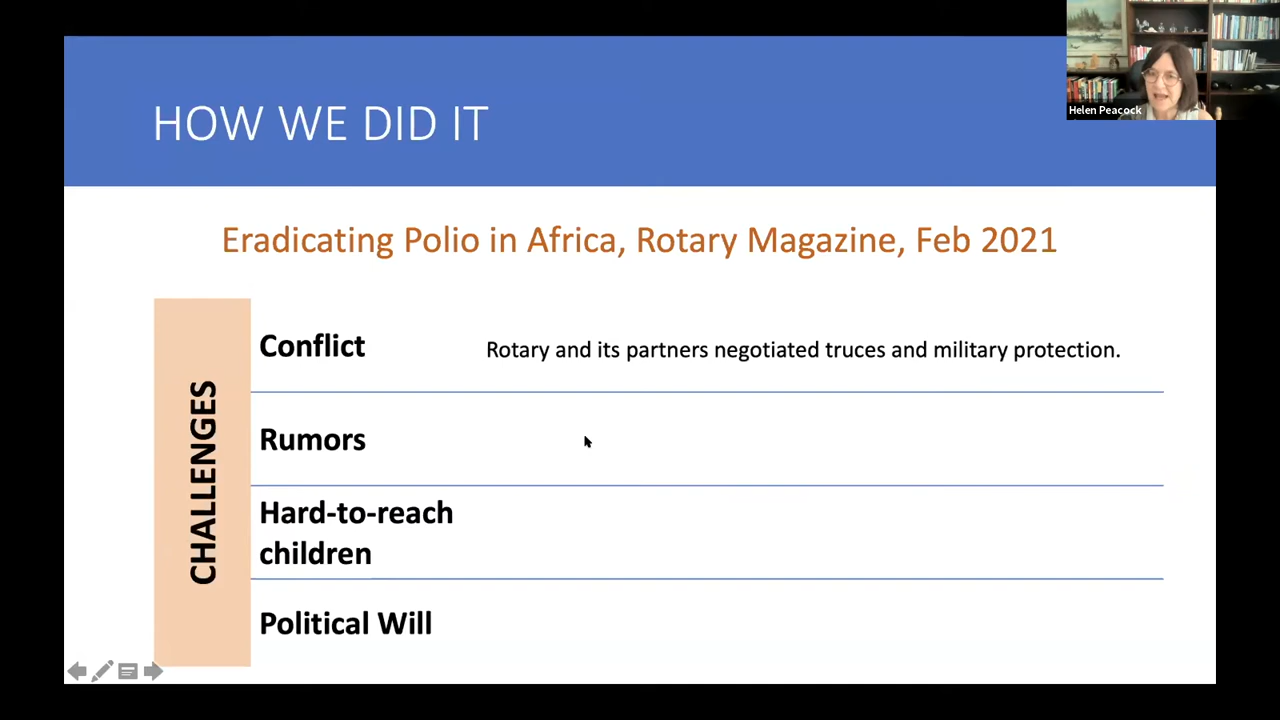 HOW WE DID IT
Helen Peacock
Eradicating Polio in Africa, Rotary Magazine, Feb 2021
CHALLENGES
Conflict
Rotary and its partners negotiated truces and military protection.
Rumors
Hard-to-reach
children
Political Will